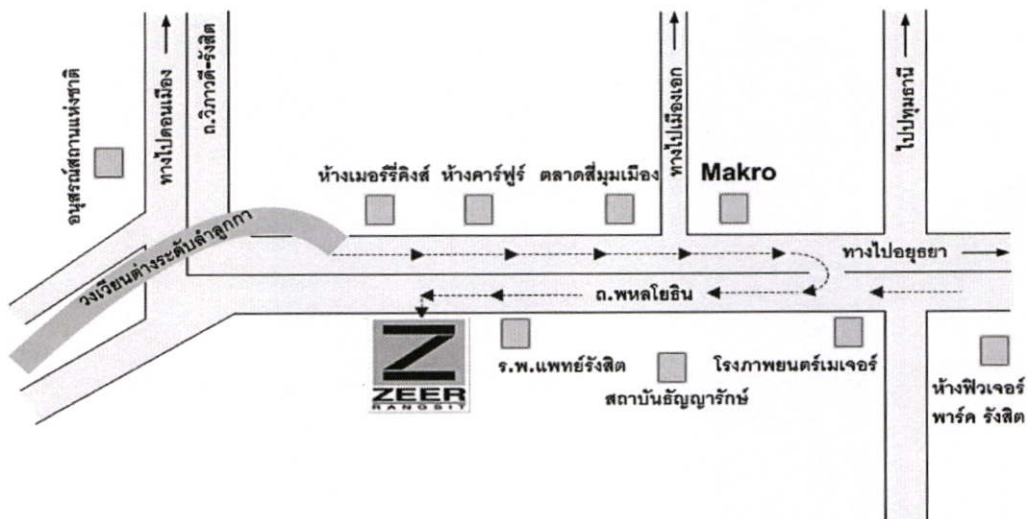 อนุสรณ์สถานแห่งชาติ
ทางไปดอนเมือง
ถ.วิภาวดี-รังสิต
วงเวียนต่างระดับลำลูกกา
ห้างเมอร์รี่คิงส์
ห้างคาร์ฟูร์
ตลาดสี่มุมเมือง
ทางไปเมืองเอก
Makro
ไปปทุมธานี
ทางไปอยุธยา
ถ.พหลโยธิน
Z
ZEER
RANGSIT
ร.พ.แพทย์รังสิต
สถาบันธัญญารักษ์
โรงภาพยนตร์เมเจอร์
ห้างฟิวเจอร์
พาร์ค รังสิต